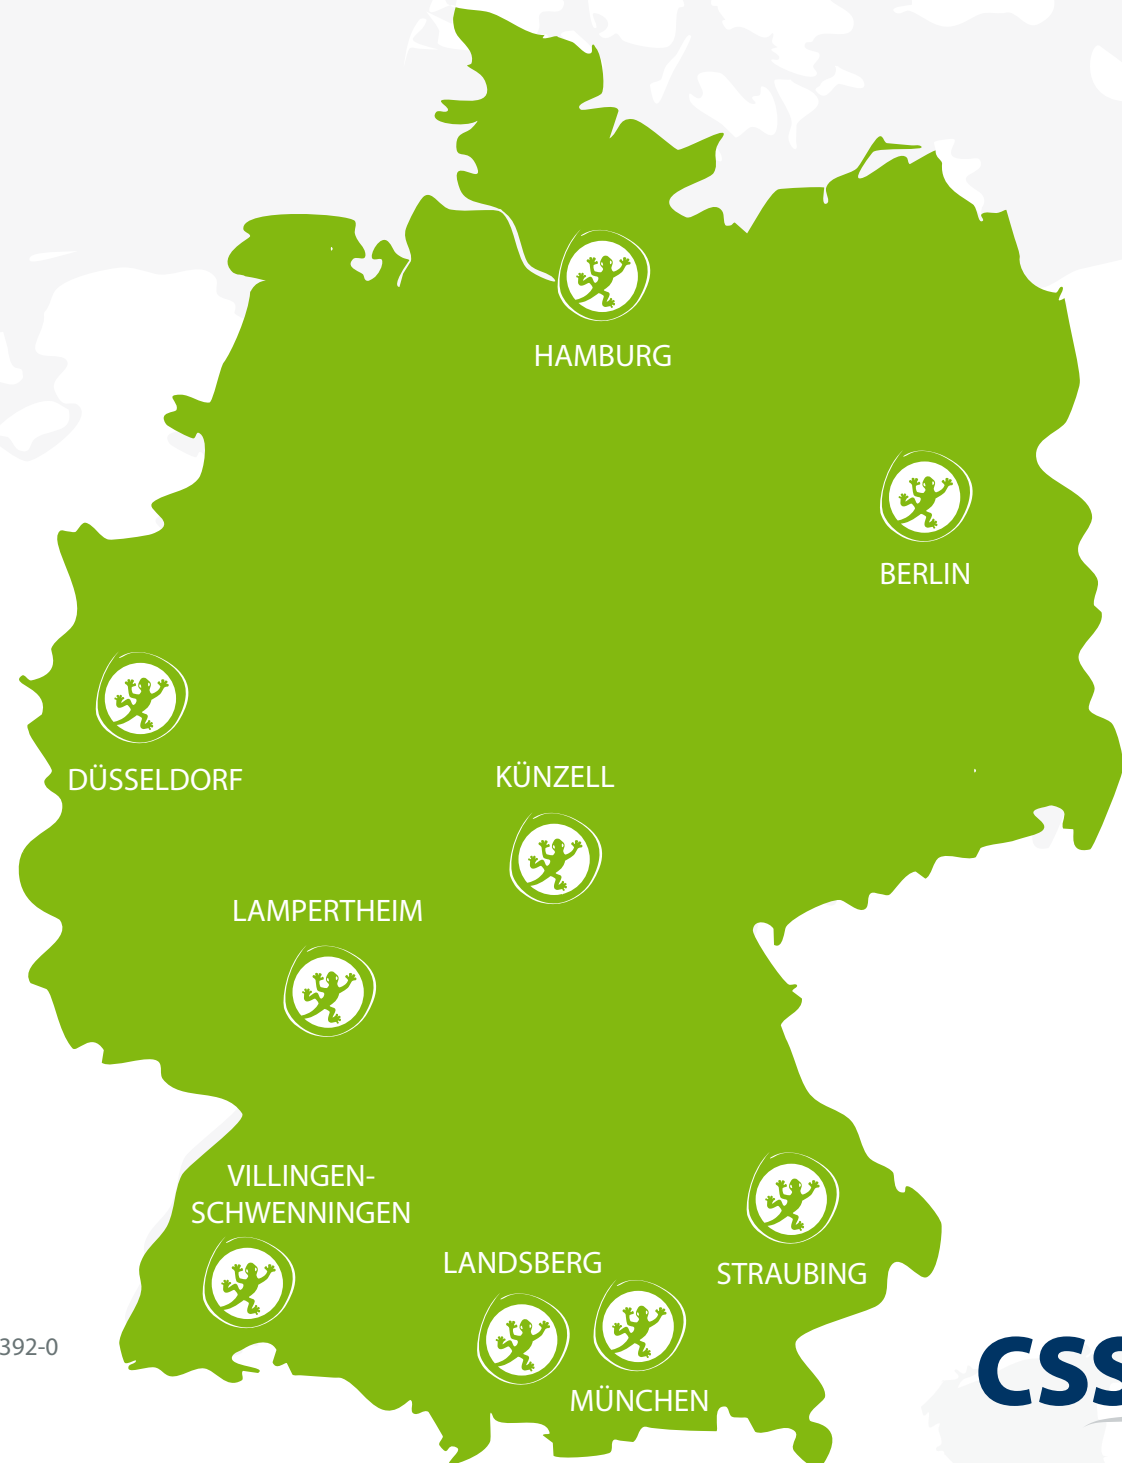 HAMBURG
BERLIN
DÜSSELDORF
KÜNZELL
LAMPERTHEIM
VILLINGEN-
SCHWENNINGEN
LANDSBERG
STRAUBING
MÜNCHEN
392-0
CSS